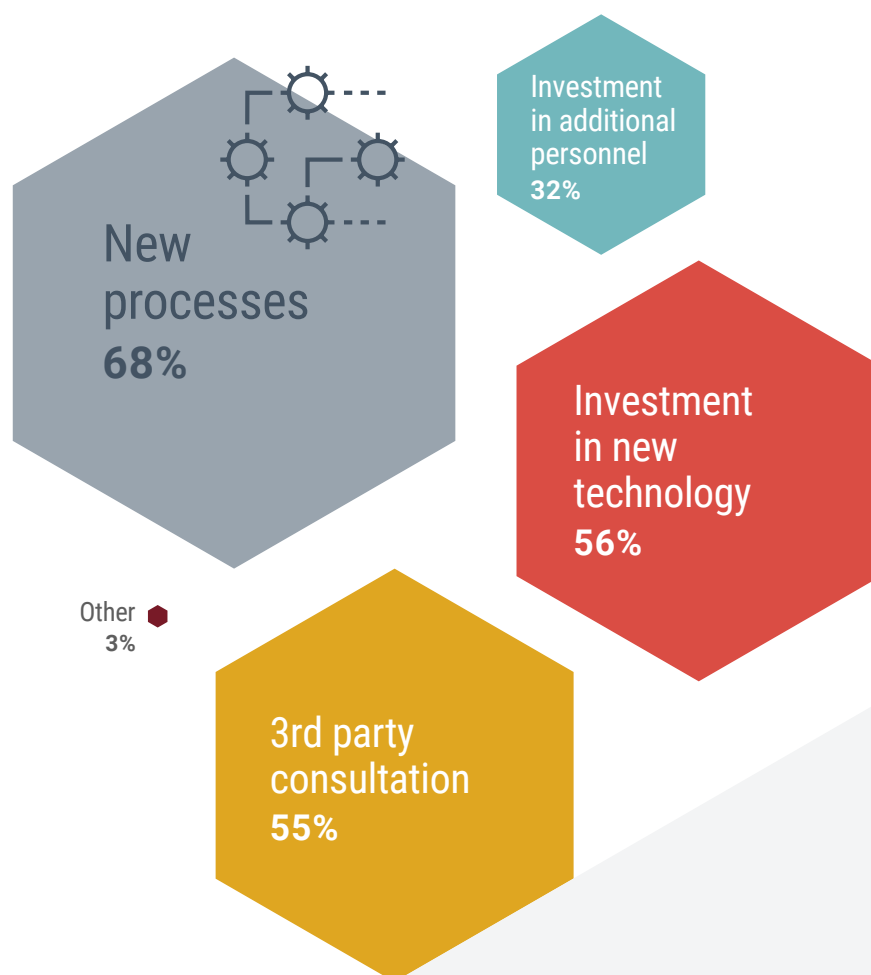 New
processes
68%
Investment
in additional
personnel
32%
Investment
in new
technology
56%
Other
3%
3rd party
consultation
55%